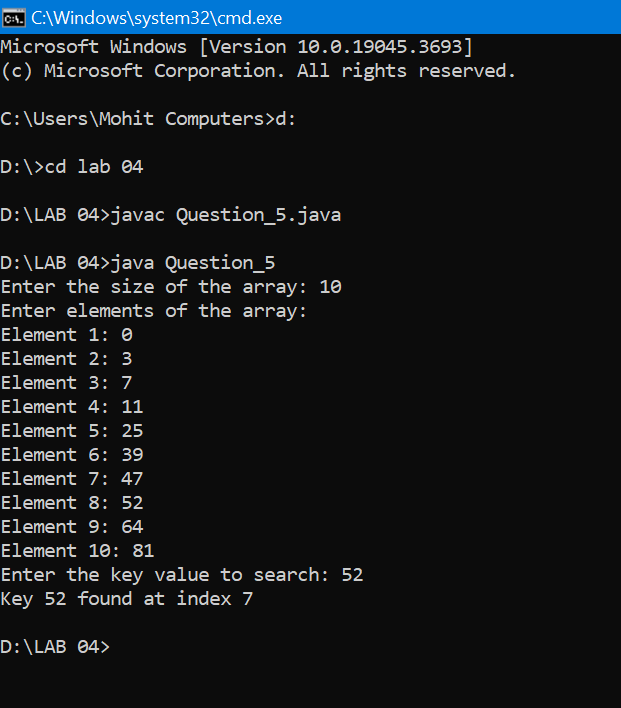 C:\Windows\system32\cmd.exe
Microsoft Windows [Version 10.0.19045.3693]
(c) Microsoft Corporation. All rights reserved.
C:\Users\Mohit Computers>d:
D:\>cd lab 04
D:\LAB 04>javac Question_5.java
D:\LAB 04>java Question_5
Enter the size of the array: 10
Enter elements of the array:
Element 1: 0
Element 2: 3
Element 3: 7
Element 4: 11
Element 5: 25
Element 6: 39
Element 7: 47
Element 8: 52
Element 9: 64
Element 10: 81
Enter the key value to search: 52
Key 52 found at index 7
D:\LAB 04>